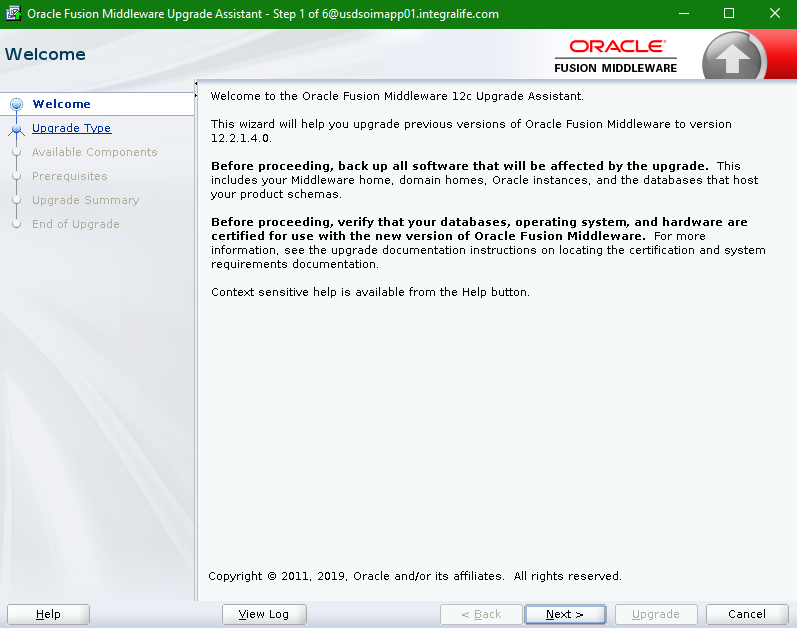 Oracle Fusion Middleware Upgrade Assistant - Step 1 of 6@usdsoimapp01.integralife.com
Welcome
ORACLE®
FUSION MIDDLEWARE
Welcome
Upgrade Type
Available Components
Prerequisites
Upgrade Summary
End of Upgrade
Welcome to the Oracle Fusion Middleware 12c Upgrade Assistant.
This wizard will help you upgrade previous versions of Oracle Fusion Middleware to version
12.2.1.4.0.
Before proceeding, back up all software that will be affected by the upgrade. This
includes your Middleware home, domain homes, Oracle instances, and the databases that host
your product schemas.
Before proceeding, verify that your databases, operating system, and hardware are
certified for use with the new version of Oracle Fusion Middleware. For more
information, see the upgrade documentation instructions on locating the certification and system
requirements documentation.
Context sensitive help is available from the Help button.
Copyright © 2011, 2019, Oracle and/or its affiliates. All rights reserved.
Help
View Log
< Back
Next >
Upgrade
Cancel